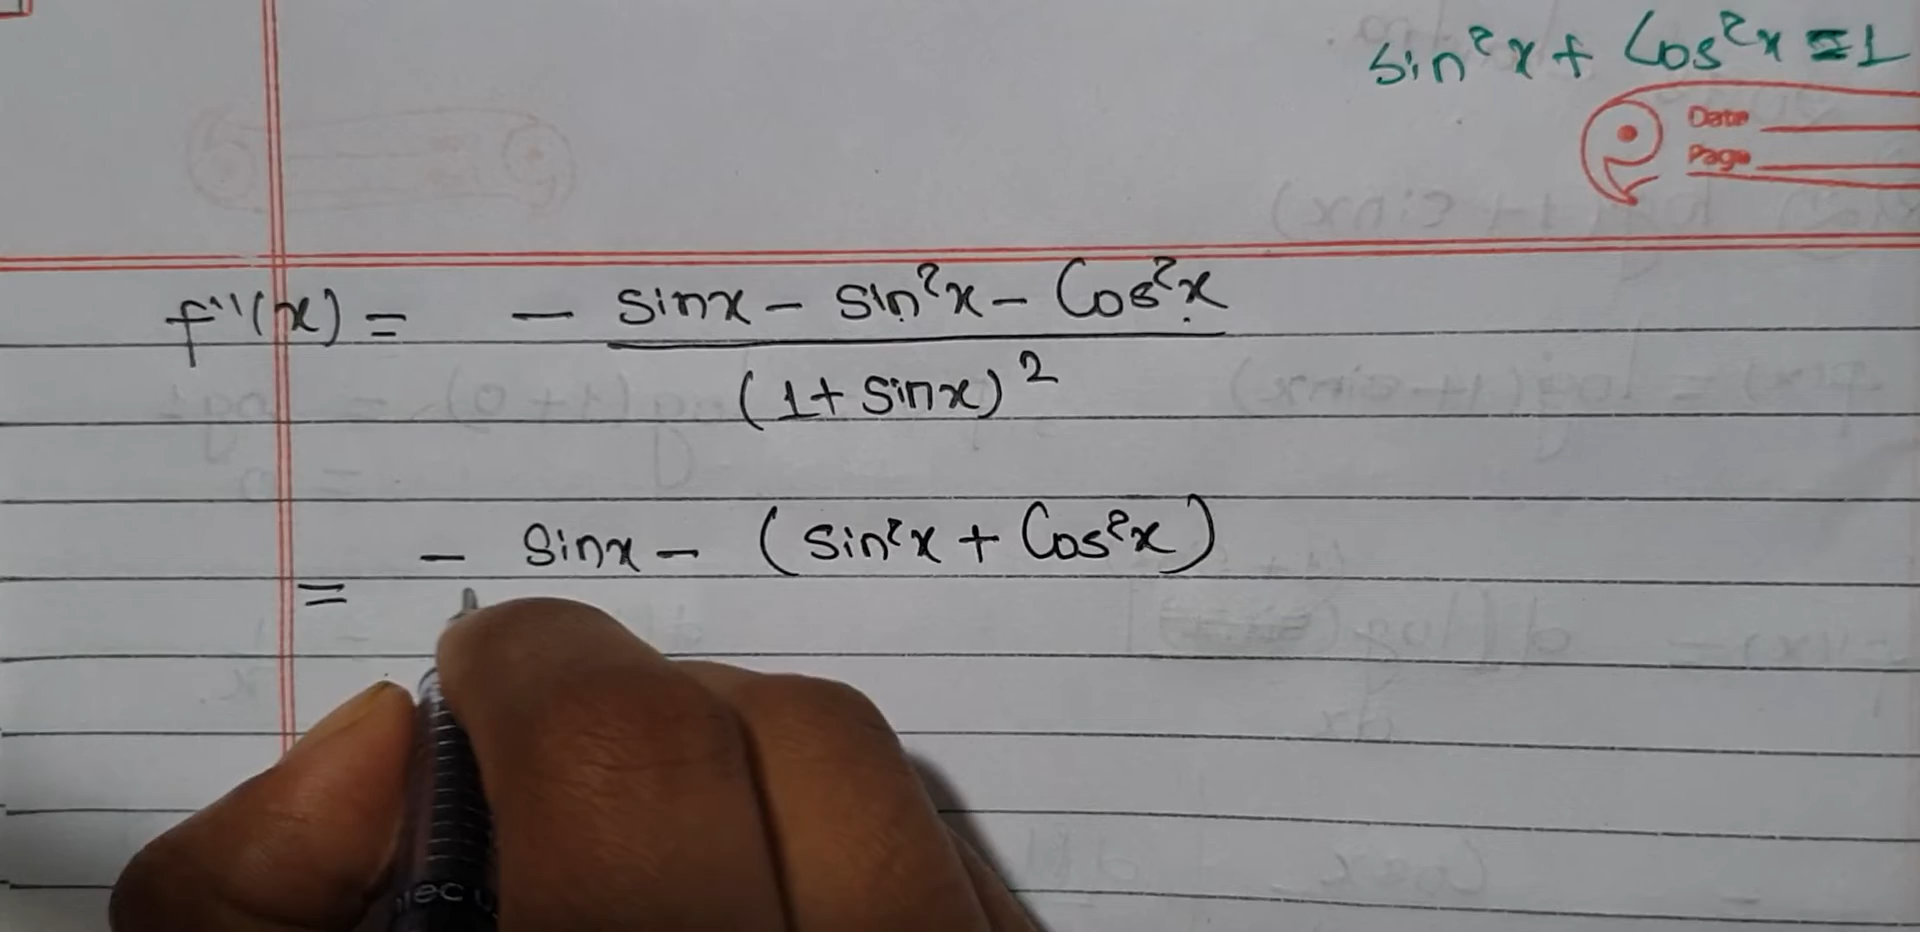 sin²x + Cos²x = 1
Date
Page
f''(x) = - sinx - sin²x - Cos²x
(1 + sinx)²
= - sinx - (sin²x + Cos²x)